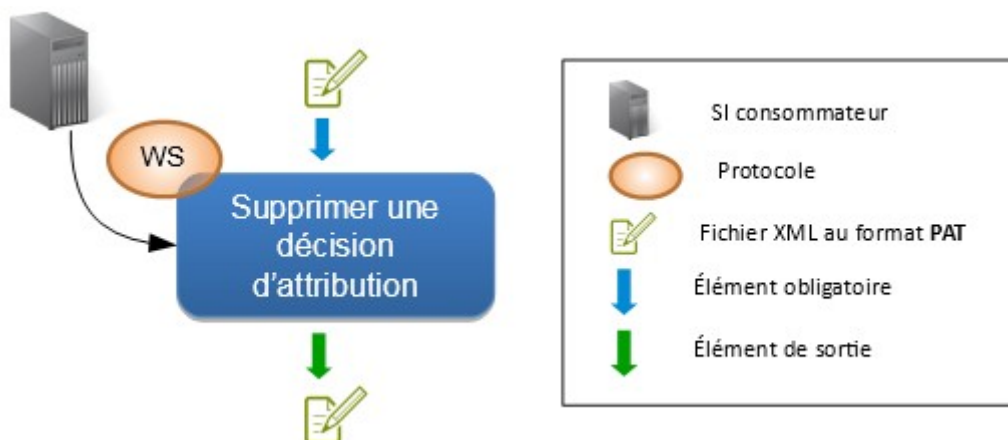 WS
Supprimer une
décision
d'attribution
SI consommateur
Protocole
Fichier XML au format PAT
Élément obligatoire
Élément de sortie